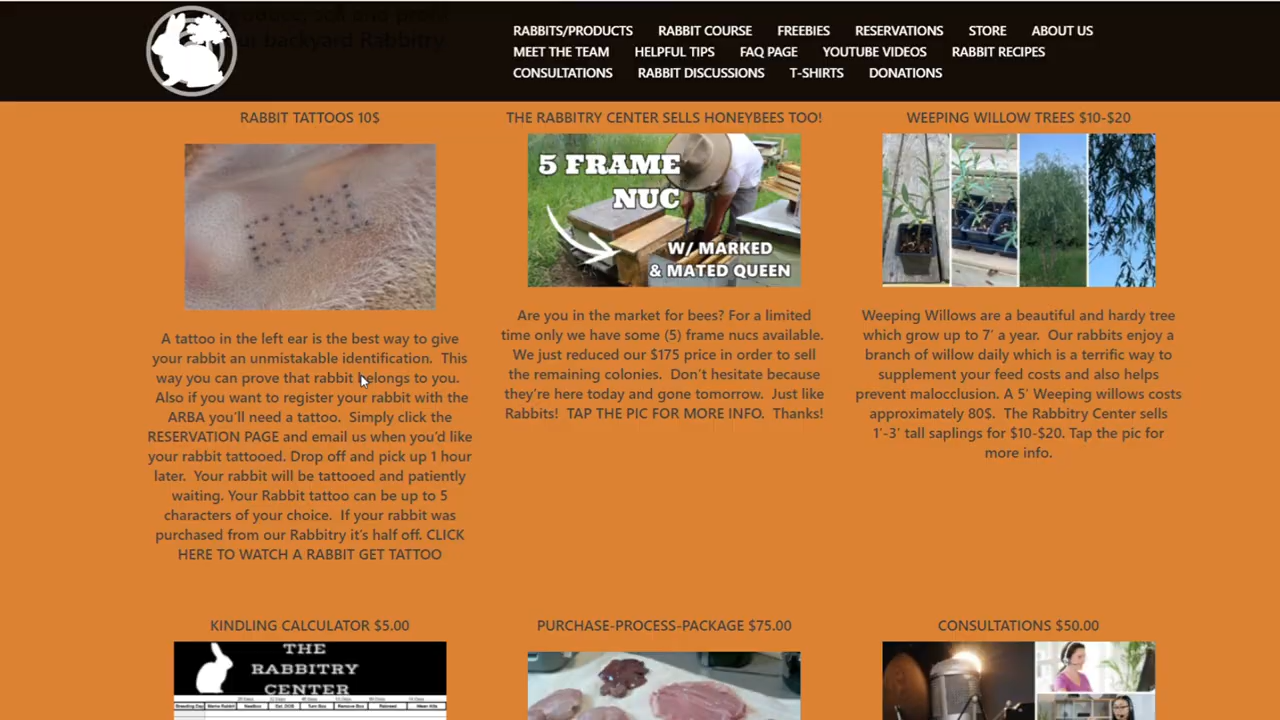 RABBITS/PRODUCTS RABBIT COURSE FREEBIES RESERVATIONS STORE ABOUT US
MEET THE TEAM HELPFUL TIPS FAQ PAGE YOUTUBE VIDEOS RABBIT RECIPES
CONSULTATIONS RABBIT DISCUSSIONS T-SHIRTS DONATIONS
RABBIT TATTOOS 10$
A tattoo in the left ear is the best way to give
your rabbit an unmistakable identification. This
way you can prove that rabbit belongs to you.
Also if you want to register your rabbit with the
ARBA you'll need a tattoo. Simply click the
RESERVATION PAGE and email us when you'd like
your rabbit tattooed. Drop off and pick up 1 hour
later. Your rabbit will be tattooed and patiently
waiting. Your Rabbit tattoo can be up to 5
characters of your choice. If your rabbit was
purchased from our Rabbitry it's half off. CLICK
HERE TO WATCH A RABBIT GET TATTOO
THE RABBITRY CENTER SELLS HONEYBEES TOO!
5 FRAME
NUC
W/ MARKED
& MATED QUEEN
Are you in the market for bees? For a limited
time only we have some (5) frame nucs available.
We just reduced our $175 price in order to sell
the remaining colonies. Don't hesitate because
they're here today and gone tomorrow. Just like
Rabbits! TAP THE PIC FOR MORE INFO. Thanks!
WEEPING WILLOW TREES $10-$20
Weeping Willows are a beautiful and hardy tree
which grow up to 7' a year. Our rabbits enjoy a
branch of willow daily which is a terrific way to
supplement your feed costs and also helps
prevent malocclusion. A 5' Weeping willows costs
approximately 80$. The Rabbitry Center sells
1'-3' tall saplings for $10-$20. Tap the pic for
more info.
KINDLING CALCULATOR $5.00
THE
RABBITRY
CENTER
PURCHASE-PROCESS-PACKAGE $75.00
CONSULTATIONS $50.00